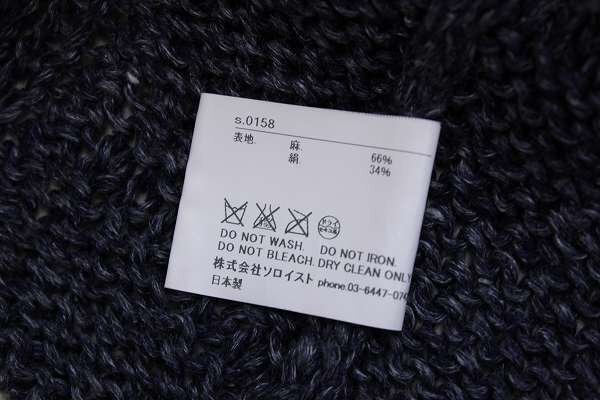 s.0158
表地. 麻. 66%
絹. 34%
DO NOT WASH. DO NOT IRON.
DO NOT BLEACH. DRY CLEAN ONLY
株式会社ソロイスト phone.03-6447-07
日本製